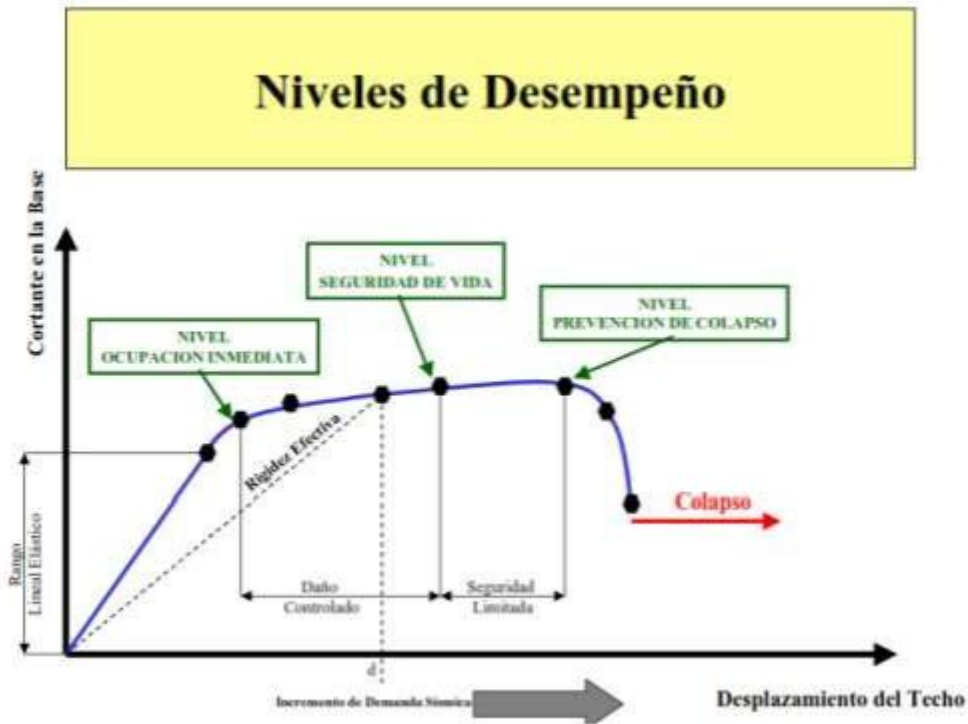 Niveles de Desempeño
Cortante en la Base
NIVEL
SEGURIDAD DE VIDA
NIVEL
PREVENCION DE COLAPSO
NIVEL
OCUPACION INMEDIATA
Rigidez Efectiva
Colapso
Rango
Lineal Elástico
Daño
Controlado
Seguridad
Limitada
d
Incremento de Demanda Sísmica
Desplazamiento del Techo